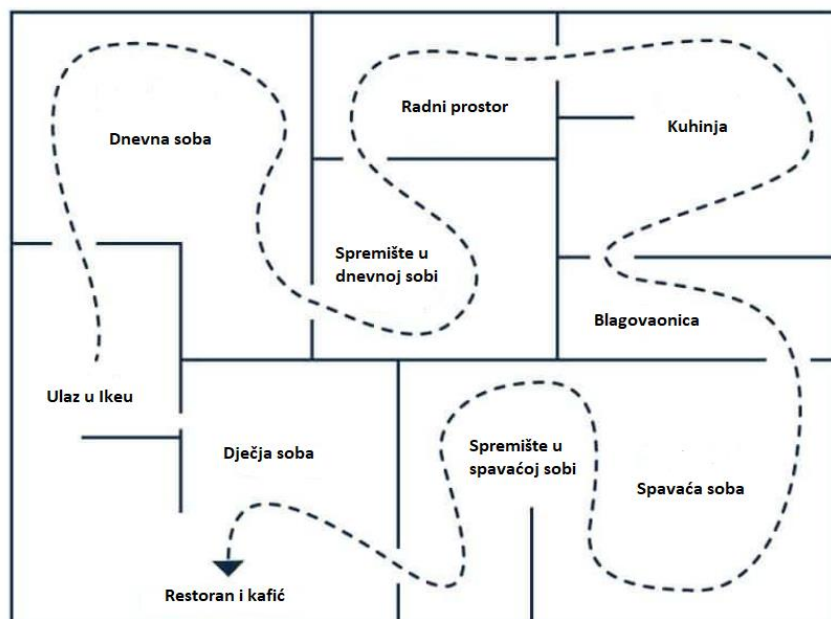 Dnevna soba
Radni prostor
Kuhinja
Spremište u
dnevnoj sobi
Blagovaonica
Ulaz u Ikeu
Dječja soba
Spremište u
spavaćoj sobi
Spavaća soba
Restoran i kafić